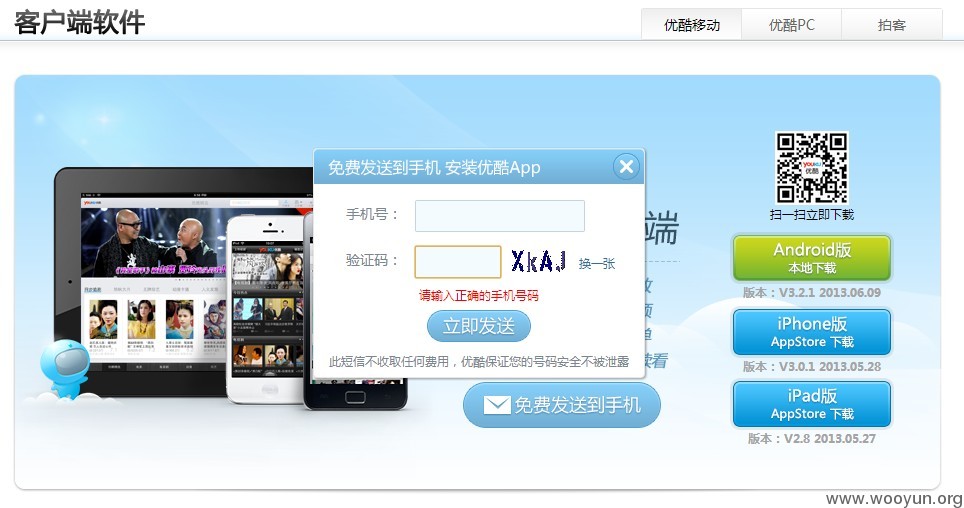 客户端软件
优酷移动
优酷PC
拍客
免费发送到手机 安装优酷App
手机号：
验证码：
XkAJ
换一张
请输入正确的手机号码
立即发送
此短信不收取任何费用，优酷保证您的号码安全不被泄露
端
单
续看
免费发送到手机
YOUKU
优酷
扫一扫立即下载
Android版
本地下载
版本：V3.2.1 2013.06.09
iPhone版
AppStore 下载
版本：V3.0.1 2013.05.28
iPad版
AppStore 下载
版本：V2.8 2013.05.27
www.wooyun.org